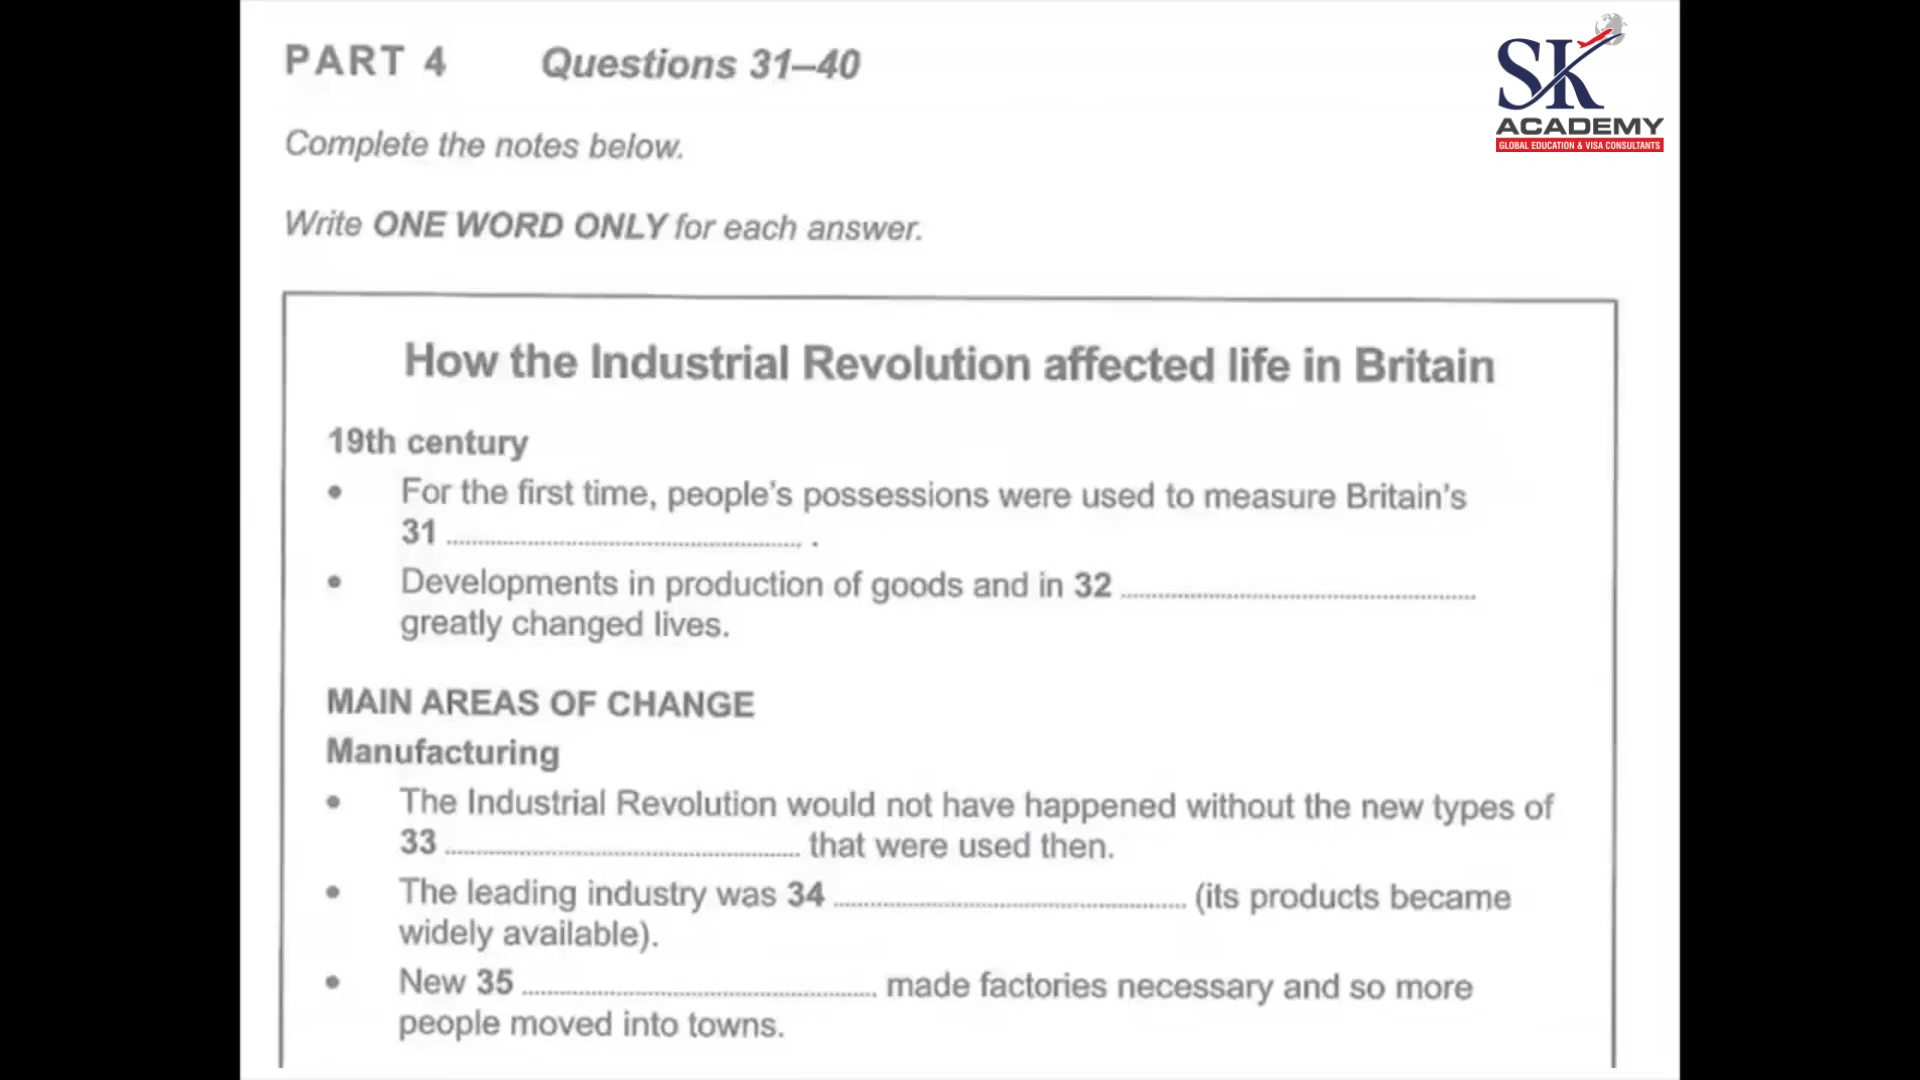 PART 4 Questions 31–40
SK
ACADEMY
GLOBAL EDUCATION & VISA CONSULTANTS
Complete the notes below.
Write ONE WORD ONLY for each answer.
How the Industrial Revolution affected life in Britain
19th century
• For the first time, people's possessions were used to measure Britain's
31 .................................... .
• Developments in production of goods and in 32 ....................................
greatly changed lives.
MAIN AREAS OF CHANGE
Manufacturing
• The Industrial Revolution would not have happened without the new types of
33 .................................... that were used then.
• The leading industry was 34 .................................... (its products became
widely available).
• New 35 .................................... made factories necessary and so more
people moved into towns.